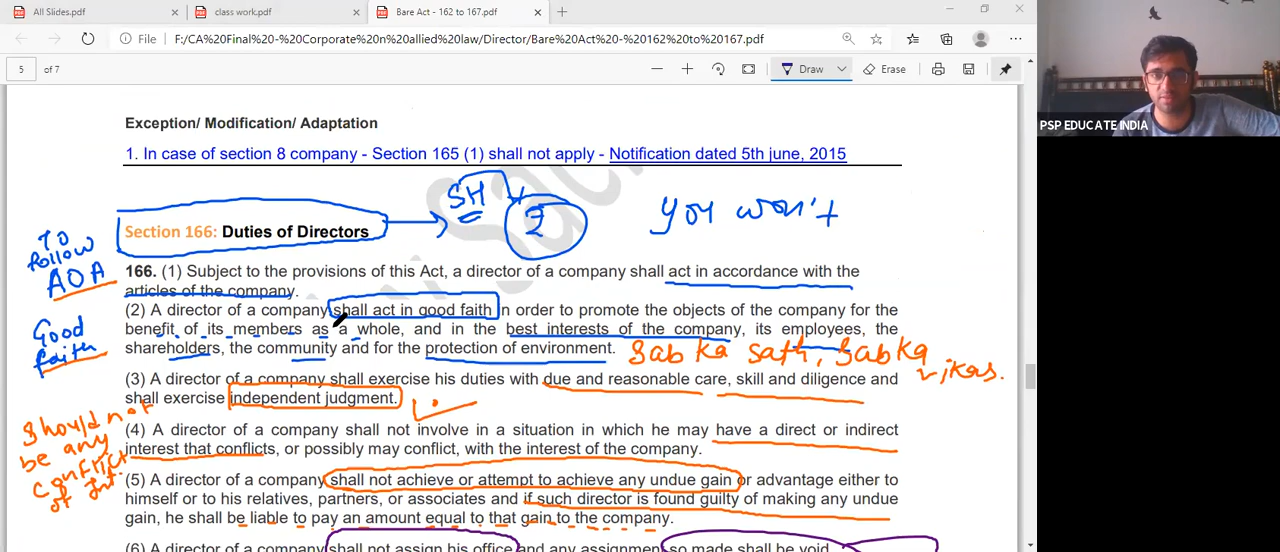 All Slides.pdf
class work.pdf
Bare Act - 162 to 167.pdf
File
F:/CA%20Final%20-%20Corporate%20n%20allied%20law/Director/Bare%20Act%20-%20162%20to%20167.pdf
5 of 7
Draw
Erase
PSP EDUCATE INDIA
Exception/ Modification/ Adaptation
1. In case of section 8 company - Section 165 (1) shall not apply - Notification dated 5th june, 2015
SH
2
You won't
Section 166: Duties of Directors
To
follow
AOA
166. (1) Subject to the provisions of this Act, a director of a company shall act in accordance with the
articles of the company.
(2) A director of a company shall act in good faith in order to promote the objects of the company for the
benefit of its members as a whole, and in the best interests of the company, its employees, the
shareholders, the community and for the protection of environment.
Good
faith
Sab ka sath, Sab ka
vikas.
(3) A director of a company shall exercise his duties with due and reasonable care, skill and diligence and
shall exercise independent judgment.
Should not
be any
conflict
of Int.
(4) A director of a company shall not involve in a situation in which he may have a direct or indirect
interest that conflicts, or possibly may conflict, with the interest of the company.
(5) A director of a company shall not achieve or attempt to achieve any undue gain or advantage either to
himself or to his relatives, partners, or associates and if such director is found guilty of making any undue
gain, he shall be liable to pay an amount equal to that gain to the company.
(6) A director of a company shall not assign his office and any assignment so made shall be void.